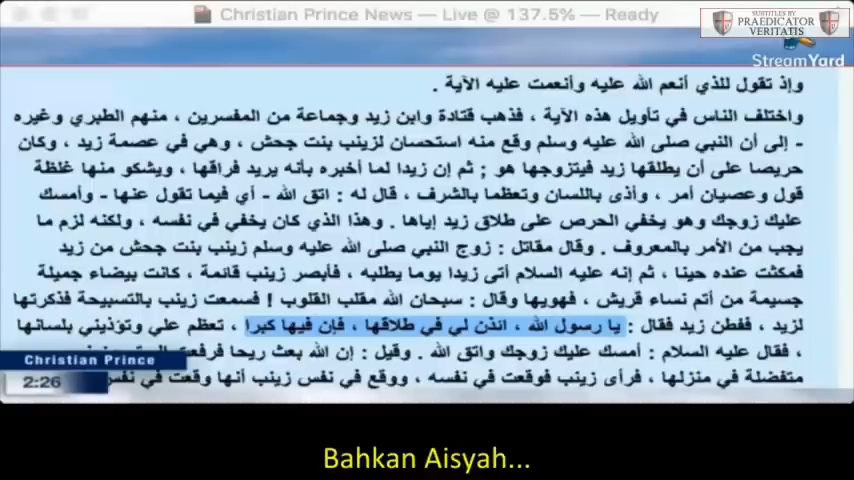 Christian Prince News — Live @ 137.5% — Ready
SUBTITLES BY
PRAEDICATOR
VERITATIS
StreamYard
وإذ تقول للذي أنعم الله عليه وأنعمت عليه الآية .
واختلف الناس في تأويل هذه الآية ، فذهب قتادة وابن زيد وجماعة من المفسرين ، منهم الطبري وغيره
- إلى أن النبي صلى الله عليه وسلم وقع منه استحسان لزينب بنت جحش ، وهي في عصمة زيد ، وكان
حريصا على أن يطلقها زيد فيتزوجها هو ; ثم إن زيدا لما أخبره بأنه يريد فراقها ، ويشكو منها غلظة
قول وعصيان أمر ، وأذى باللسان وتعظما بالشرف ، قال له : اتق الله - أي فيما تقول عنها - وأمسك
عليك زوجك وهو يخفي الحرص على طلاق زيد إياها . وهذا الذي كان يخفي في نفسه ، ولكنه لزم ما
يجب من الأمر بالمعروف . وقال مقاتل : زوج النبي صلى الله عليه وسلم زينب بنت جحش من زيد
فمكثت عنده حينا ، ثم إنه عليه السلام أتى زيدا يوما يطلبه ، فأبصر زينب قائمة ، كانت بيضاء جميلة
جسيمة من أتم نساء قريش ، فهويها وقال : سبحان الله مقلب القلوب ! فسمعت زينب بالتسبيحة فذكرتها
لزيد ، ففطن زيد فقال : يا رسول الله ، ائذن لي في طلاقها ، فإن فيها كبرا ، تعظم علي وتؤذيني بلسانها
، فقال عليه السلام : أمسك عليك زوجك واتق الله . وقيل : إن الله بعث ريحا فرفعت
متفضلة في منزلها ، فرأى زينب فوقعت في نفسه ، ووقع في نفس زينب أنها وقعت في
Christian Prince
2:26
Bahkan Aisyah...